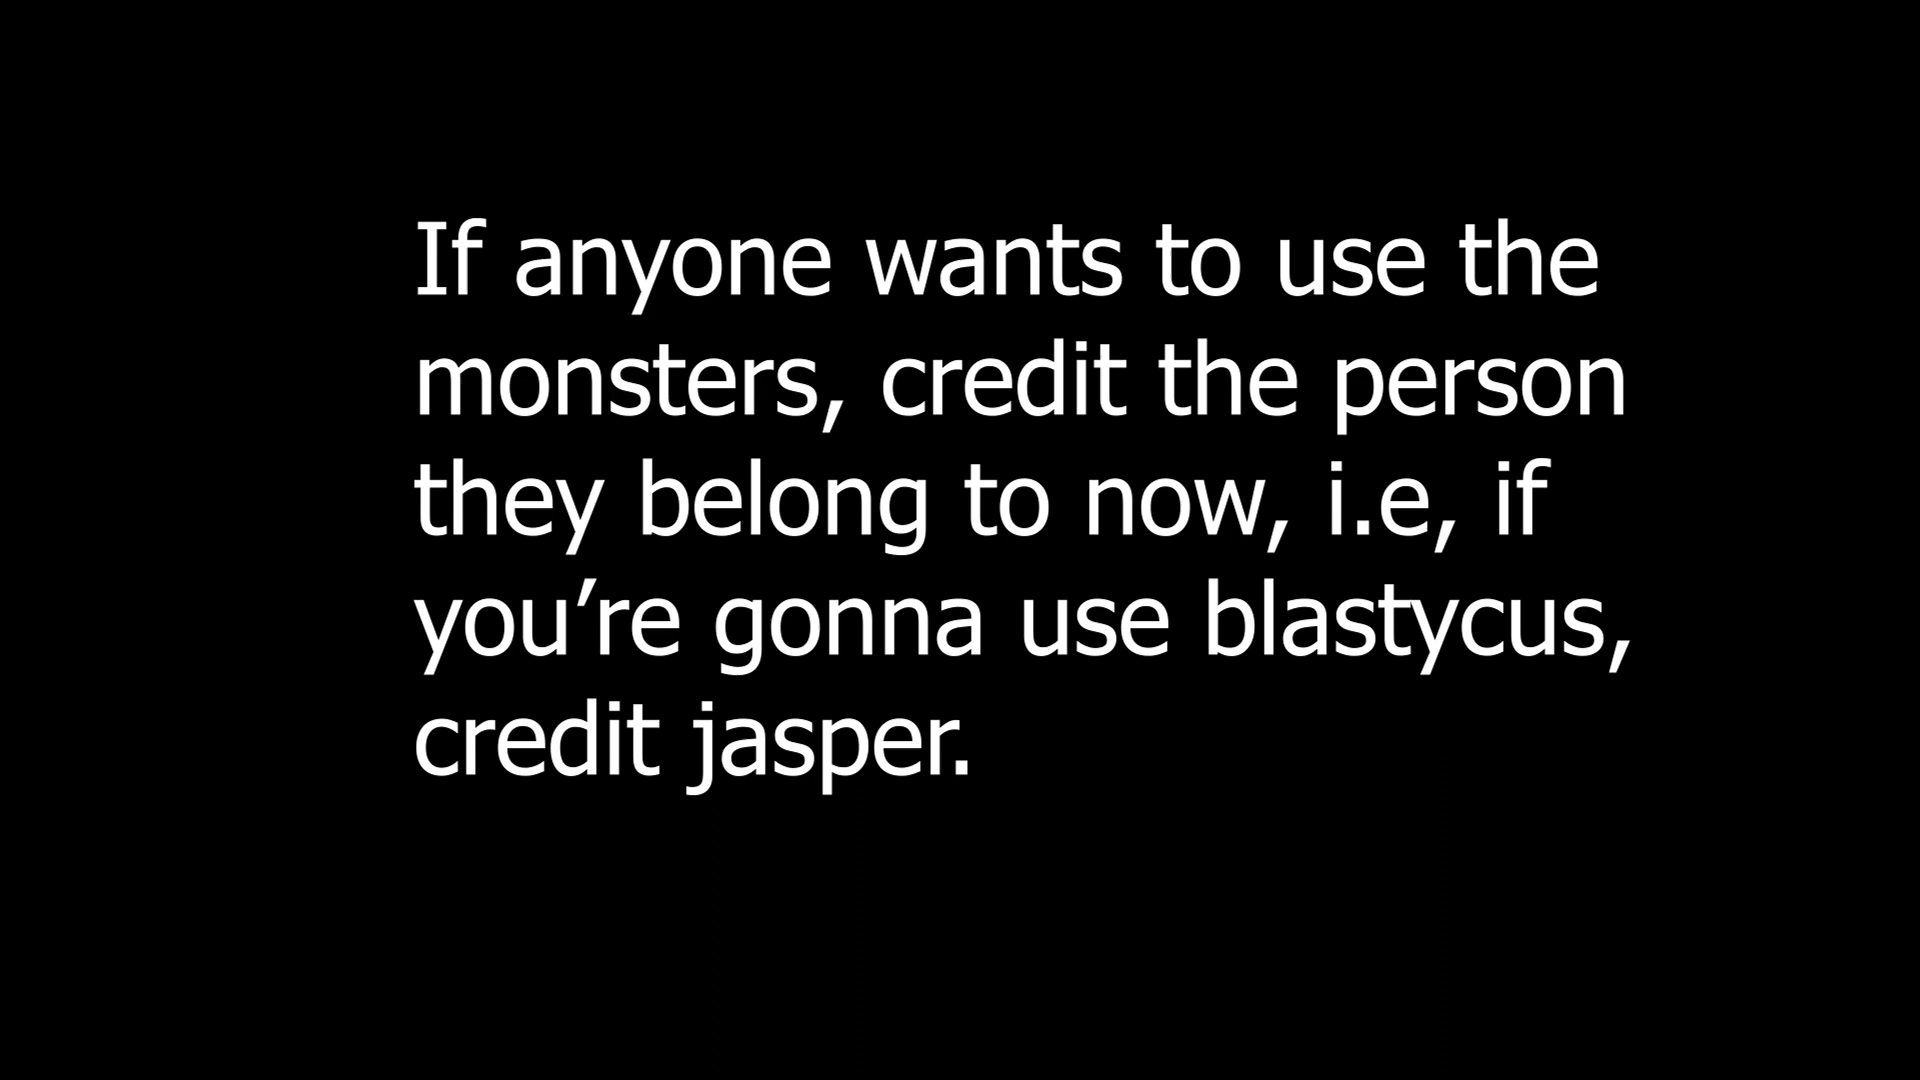 If anyone wants to use the
monsters, credit the person
they belong to now, i.e, if
you’re gonna use blastycus,
credit jasper.